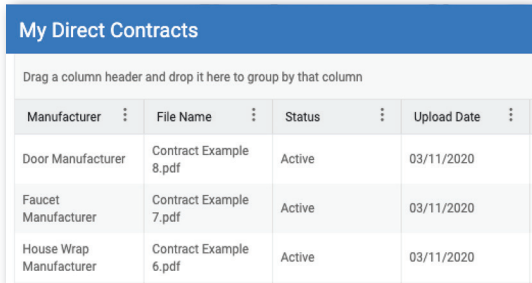 My Direct Contracts
Drag a column header and drop it here to group by that column
Manufacturer File Name Status Upload Date
Door Manufacturer Contract Example 8.pdf Active 03/11/2020
Faucet Manufacturer Contract Example 7.pdf Active 03/11/2020
House Wrap Manufacturer Contract Example 6.pdf Active 03/11/2020